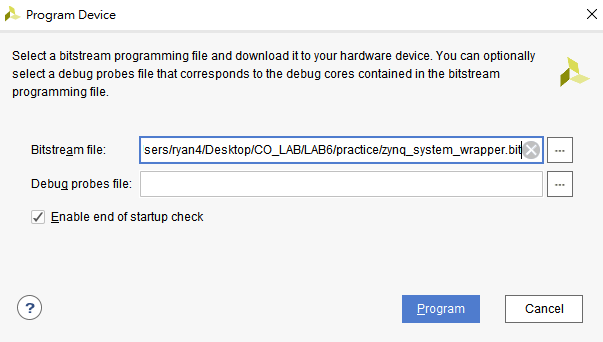 Program Device
Select a bitstream programming file and download it to your hardware device. You can optionally
select a debug probes file that corresponds to the debug cores contained in the bitstream
programming file.
Bitstream file: sers/ryan4/Desktop/CO_LAB/LAB6/practice/zynq_system_wrapper.bit ...
Debug probes file: ...
Enable end of startup check
? Program Cancel